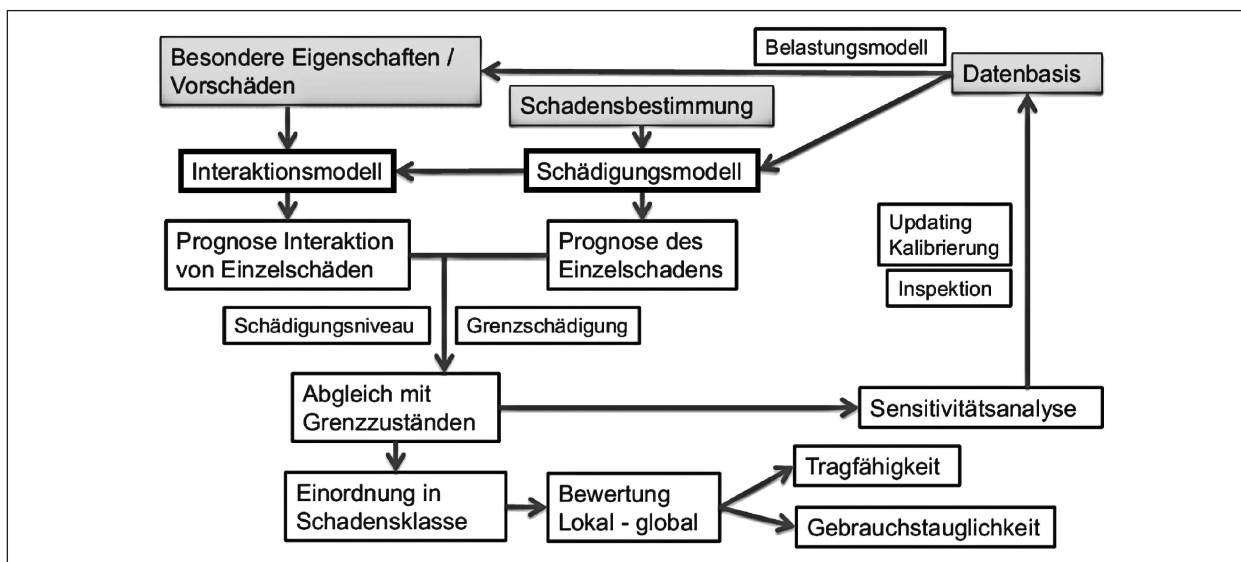 Besondere Eigenschaften /
Vorschäden
Belastungsmodell
Datenbasis
Schadensbestimmung
Interaktionsmodell
Schädigungsmodell
Prognose Interaktion
von Einzelschäden
Prognose des
Einzelschadens
Updating
Kalibrierung
Inspektion
Schädigungsniveau
Grenzschädigung
Abgleich mit
Grenzzuständen
Sensitivitätsanalyse
Einordnung in
Schadensklasse
Bewertung
Lokal - global
Tragfähigkeit
Gebrauchstauglichkeit